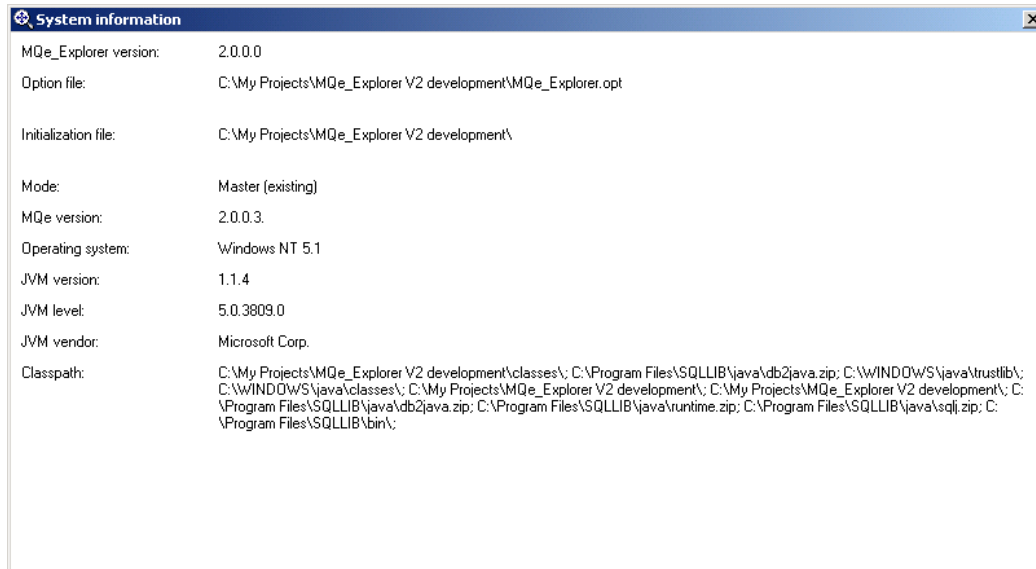 System information
MQe_Explorer version: 2.0.0.0
Option file: C:\My Projects\MQe_Explorer V2 development\MQe_Explorer.opt
Initialization file: C:\My Projects\MQe_Explorer V2 development\
Mode: Master (existing)
MQe version: 2.0.0.3.
Operating system: Windows NT 5.1
JVM version: 1.1.4
JVM level: 5.0.3809.0
JVM vendor: Microsoft Corp.
Classpath: C:\My Projects\MQe_Explorer V2 development\classes\; C:\Program Files\SQLLIB\java\db2java.zip; C:\WINDOWS\java\trustlib\;
C:\WINDOWS\java\classes\; C:\My Projects\MQe_Explorer V2 development\; C:\My Projects\MQe_Explorer V2 development\; C:
\Program Files\SQLLIB\java\db2java.zip; C:\Program Files\SQLLIB\java\runtime.zip; C:\Program Files\SQLLIB\java\sqlj.zip; C:
\Program Files\SQLLIB\bin\;